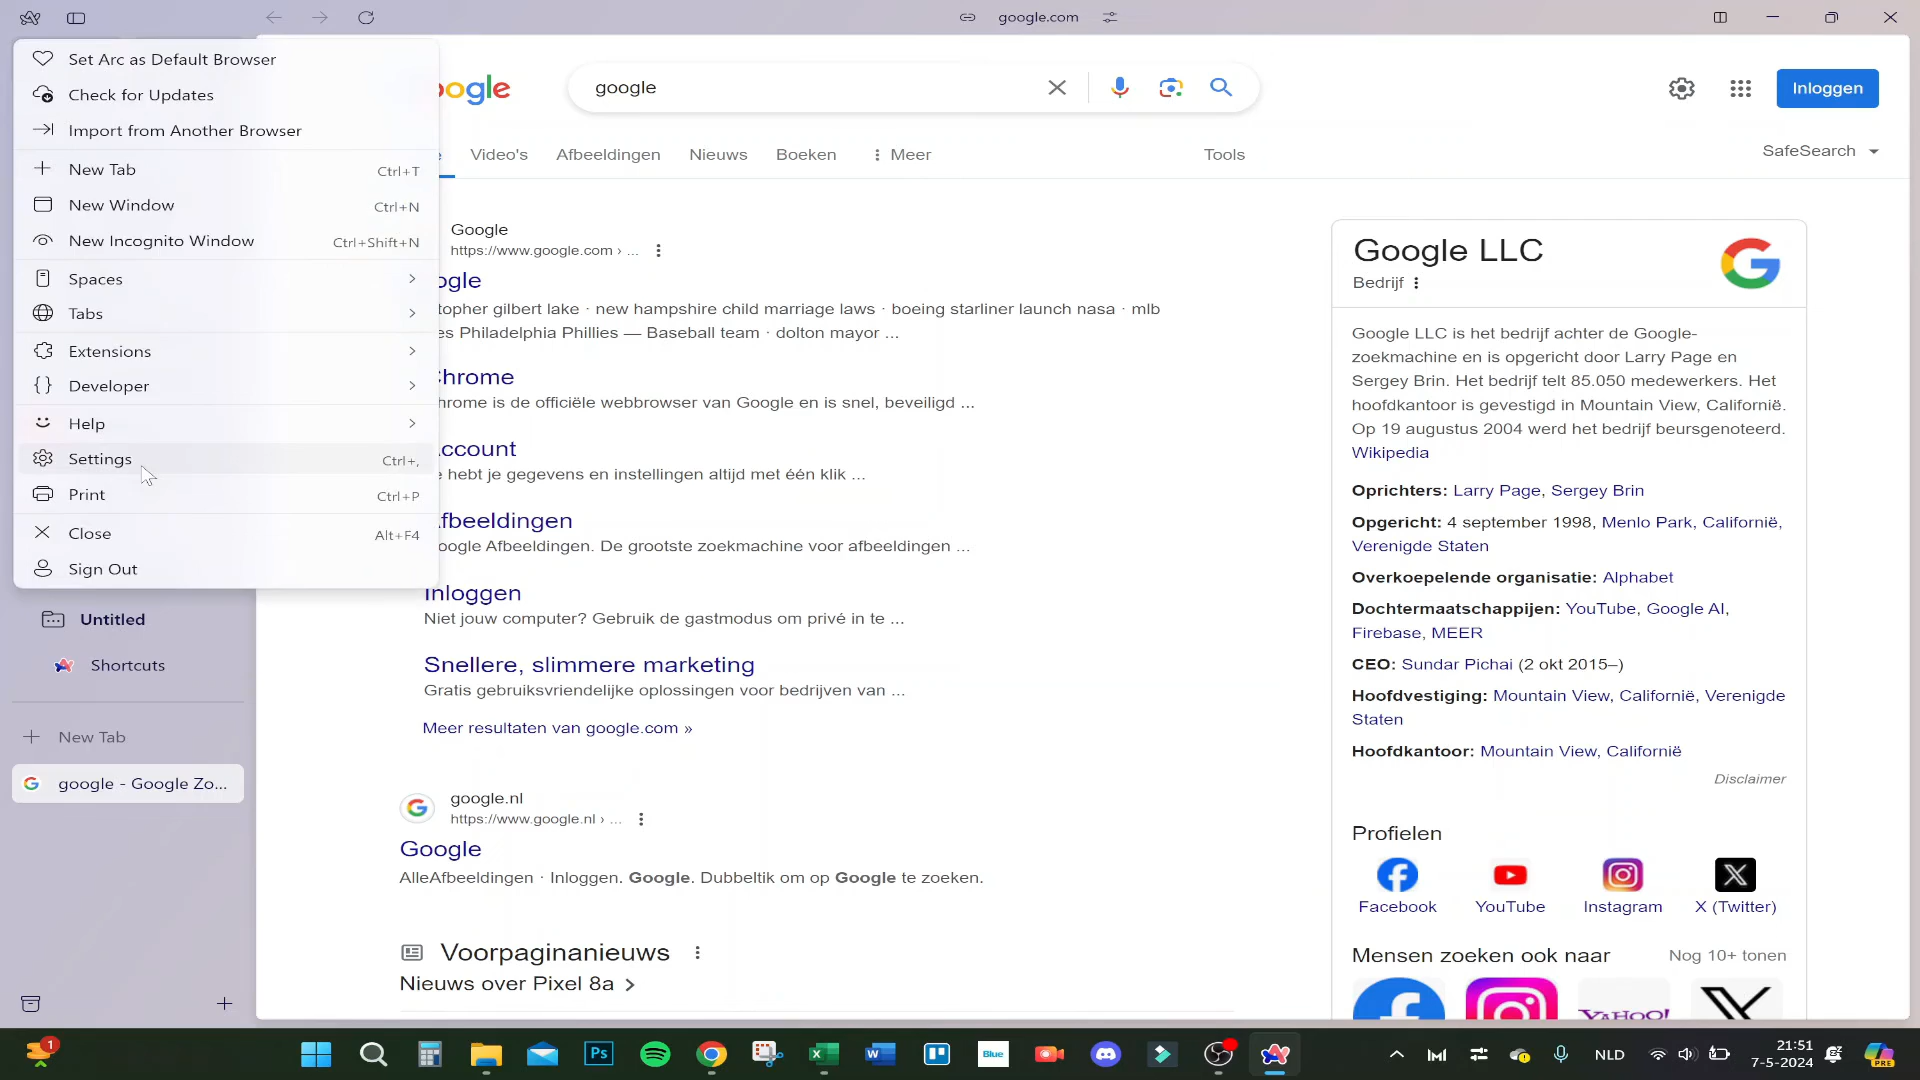 google.com
Set Arc as Default Browser
Check for Updates
Import from Another Browser
New Tab Ctrl+T
New Window Ctrl+N
New Incognito Window Ctrl+Shift+N
Spaces
Tabs
Extensions
Developer
Help
Settings Ctrl+,
Print Ctrl+P
Close Alt+F4
Sign Out
Untitled
Shortcuts
New Tab
google - Google Zo...
ogle
google
Inloggen
Video's Afbeeldingen Nieuws Boeken Meer Tools
SafeSearch
Google
https://www.google.com › ...
ogle
topher gilbert lake · new hampshire child marriage laws · boeing starliner launch nasa · mlb
es Philadelphia Phillies — Baseball team · dolton mayor ...
Chrome
hrome is de officiële webbrowser van Google en is snel, beveiligd ...
ccount
e hebt je gegevens en instellingen altijd met één klik ...
Afbeeldingen
oogle Afbeeldingen. De grootste zoekmachine voor afbeeldingen ...
Inloggen
Niet jouw computer? Gebruik de gastmodus om privé in te ...
Snellere, slimmere marketing
Gratis gebruiksvriendelijke oplossingen voor bedrijven van ...
Meer resultaten van google.com »
google.nl
https://www.google.nl › ...
Google
AlleAfbeeldingen · Inloggen. Google. Dubbeltik om op Google te zoeken.
Voorpaginanieuws
Nieuws over Pixel 8a
Google LLC
Bedrijf
Google LLC is het bedrijf achter de Google-
zoekmachine en is opgericht door Larry Page en
Sergey Brin. Het bedrijf telt 85.050 medewerkers. Het
hoofdkantoor is gevestigd in Mountain View, Californië.
Op 19 augustus 2004 werd het bedrijf beursgenoteerd.
Wikipedia
Oprichters: Larry Page, Sergey Brin
Opgericht: 4 september 1998, Menlo Park, Californië,
Verenigde Staten
Overkoepelende organisatie: Alphabet
Dochtermaatschappijen: YouTube, Google AI,
Firebase, MEER
CEO: Sundar Pichai (2 okt 2015–)
Hoofdvestiging: Mountain View, Californië, Verenigde
Staten
Hoofdkantoor: Mountain View, Californië
Disclaimer
Profielen
Facebook YouTube Instagram X (Twitter)
Mensen zoeken ook naar Nog 10+ tonen
YAHOO!
1
Ps
Blue
NLD
21:51
7-5-2024
PRE